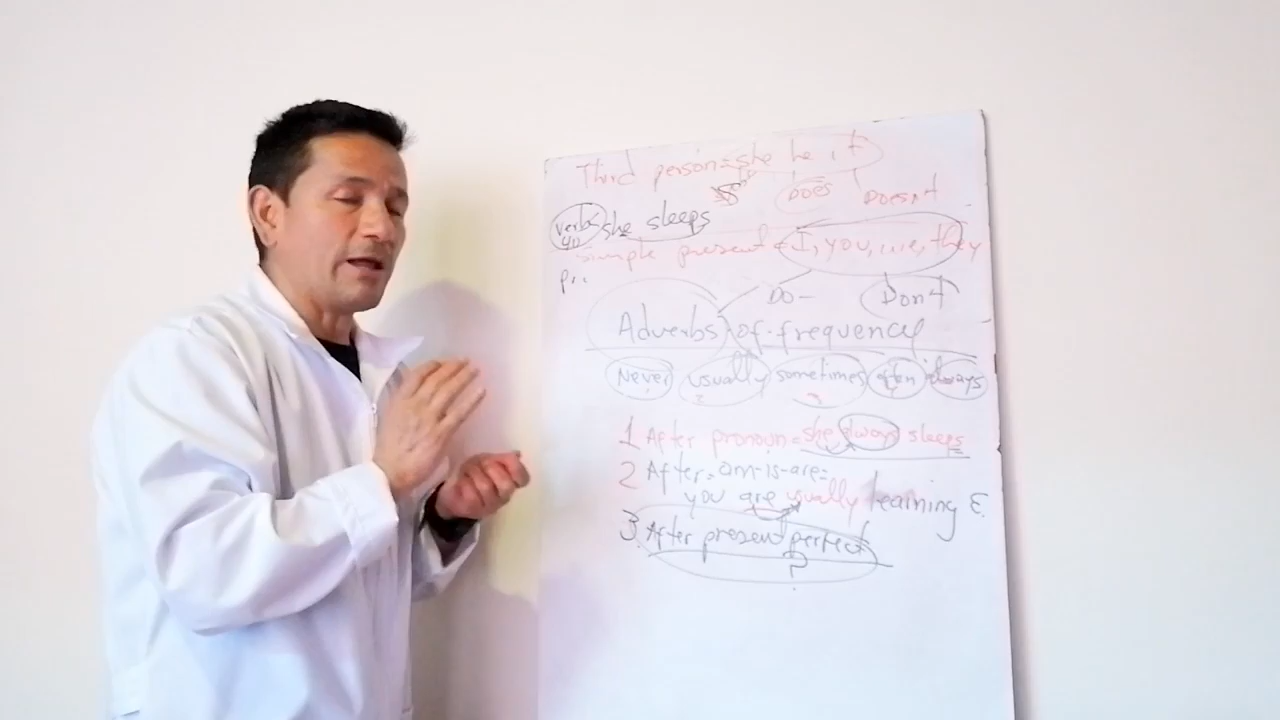 Third person = she he it
Does Doesn't
verbs she sleeps
simple present = I, you, we, they
Do - Don't
Adverbs of frequency
Never usually sometimes often always
1 After pronoun = she always sleeps
2 After = am-is-are =
you are usually learning E.
3. After present perfect
?